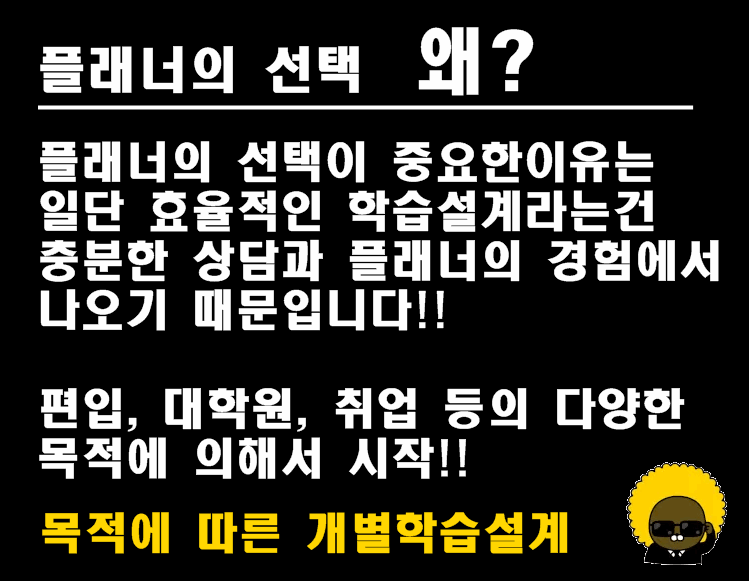 플래너의 선택 왜?
플래너의 선택이 중요한이유는
일단 효율적인 학습설계라는건
충분한 상담과 플래너의 경험에서
나오기 때문입니다!!
편입, 대학원, 취업 등의 다양한
목적에 의해서 시작!!
목적에 따른 개별학습설계